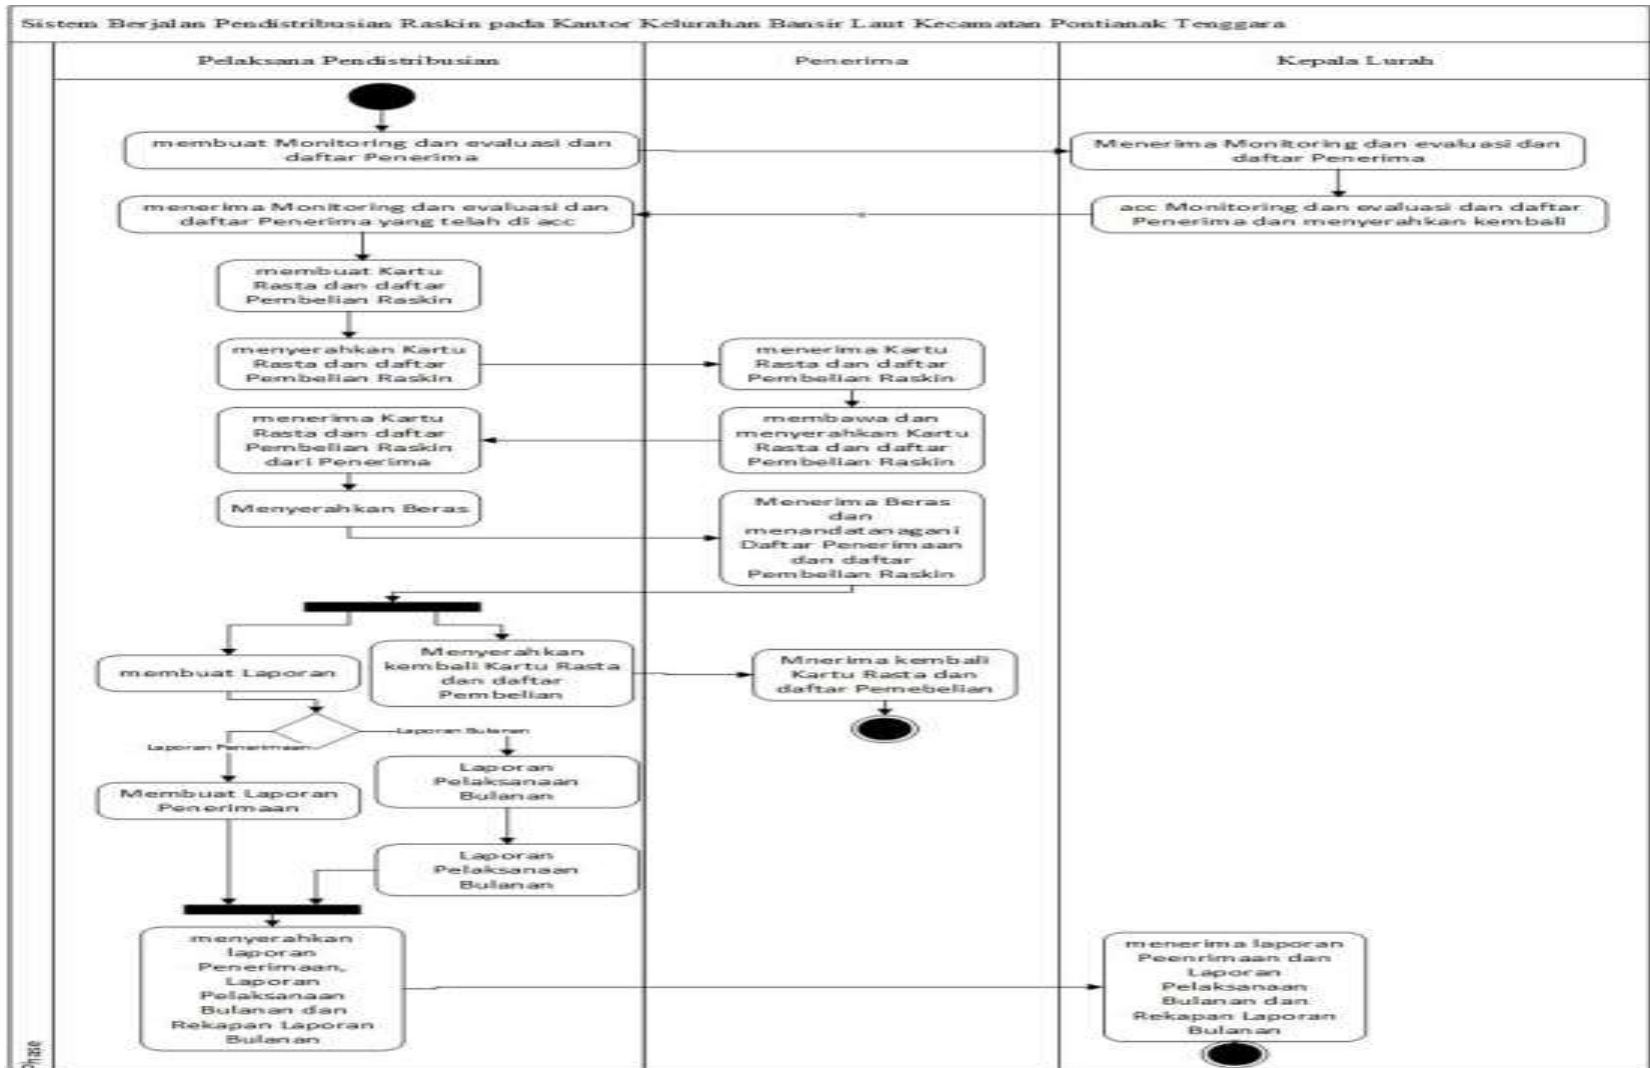 Sistem Berjalan Pendistribusian Raskin pada Kantor Kelurahan Bansir Laut Kecamatan Pontianak Tenggara
Pelaksana Pendistribusian
Penerima
Kepala Lurah
membuat Monitoring dan evaluasi dan
daftar Penerima
Menerima Monitoring dan evaluasi dan
daftar Penerima
menerima Monitoring dan evaluasi dan
daftar Penerima yang telah di acc
acc Monitoring dan evaluasi dan daftar
Penerima dan menyerahkan kembali
membuat Kartu
Rasta dan daftar
Pembelian Raskin
menyerahkan Kartu
Rasta dan daftar
Pembelian Raskin
menerima Kartu
Rasta dan daftar
Pembelian Raskin
menerima Kartu
Rasta dan daftar
Pembelian Raskin
dari Penerima
membawa dan
menyerahkan Kartu
Rasta dan daftar
Pembelian Raskin
Menyerahkan Beras
Menerima Beras
dan
menandatanagani
Daftar Penerimaan
dan daftar
Pembelian Raskin
membuat Laporan
Menyerahkan
kembali Kartu Rasta
dan daftar
Pembelian
Mnerima kembali
Kartu Rasta dan
daftar Pemebelian
Laporan Bulanan
Laporan Penerimaan
Membuat Laporan
Penerimaan
Laporan
Pelaksanaan
Bulanan
Laporan
Pelaksanaan
Bulanan
menyerahkan
laporan
Penerimaan,
Laporan
Pelaksanaan
Bulanan dan
Rekapan Laporan
Bulanan
menerima laporan
Peenrimaan dan
Laporan
Pelaksanaan
Bulanan dan
Rekapan Laporan
Bulanan
Phase